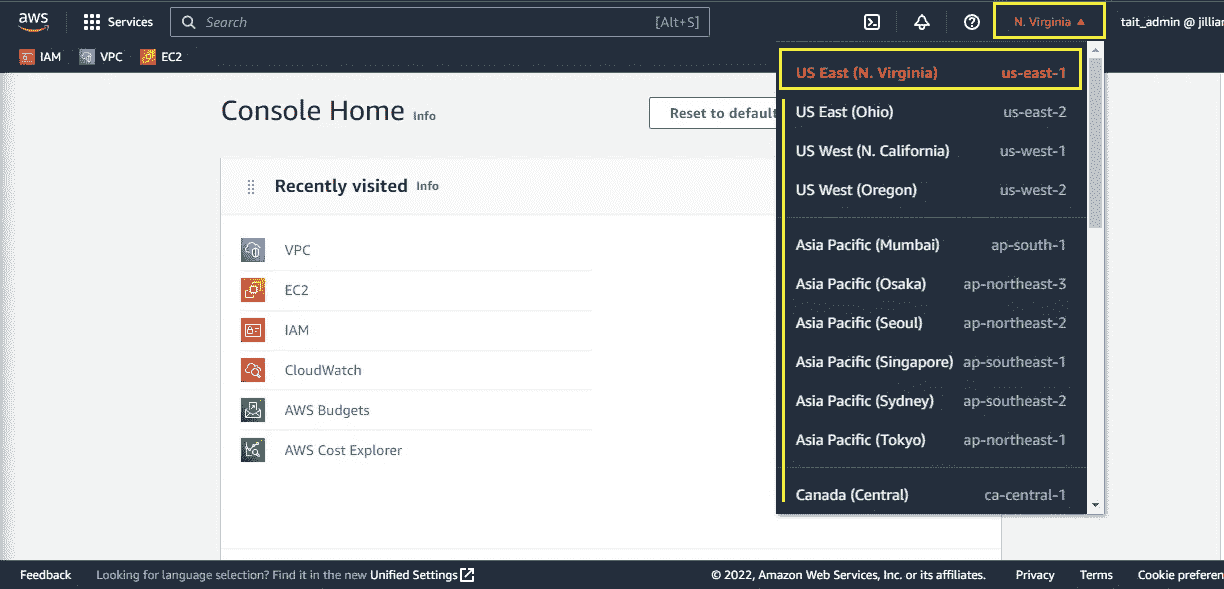 aws Services Search [Alt+S] N. Virginia ▲ tait_admin @ jillian
IAM VPC EC2
US East (N. Virginia) us-east-1
US East (Ohio) us-east-2
US West (N. California) us-west-1
US West (Oregon) us-west-2
Asia Pacific (Mumbai) ap-south-1
Asia Pacific (Osaka) ap-northeast-3
Asia Pacific (Seoul) ap-northeast-2
Asia Pacific (Singapore) ap-southeast-1
Asia Pacific (Sydney) ap-southeast-2
Asia Pacific (Tokyo) ap-northeast-1
Canada (Central) ca-central-1
Console Home Info
Reset to default
Recently visited Info
VPC
EC2
IAM
CloudWatch
AWS Budgets
AWS Cost Explorer
Feedback Looking for language selection? Find it in the new Unified Settings © 2022, Amazon Web Services, Inc. or its affiliates. Privacy Terms Cookie preferen